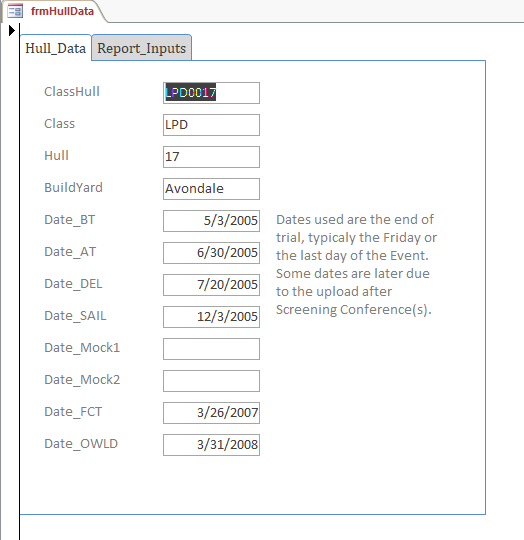 frmHullData
Hull_Data Report_Inputs
ClassHull LPD0017
Class LPD
Hull 17
BuildYard Avondale
Date_BT 5/3/2005
Date_AT 6/30/2005
Date_DEL 7/20/2005
Date_SAIL 12/3/2005
Date_Mock1
Date_Mock2
Date_FCT 3/26/2007
Date_OWLD 3/31/2008
Dates used are the end of
trial, typicaly the Friday or
the last day of the Event.
Some dates are later due
to the upload after
Screening Conference(s).